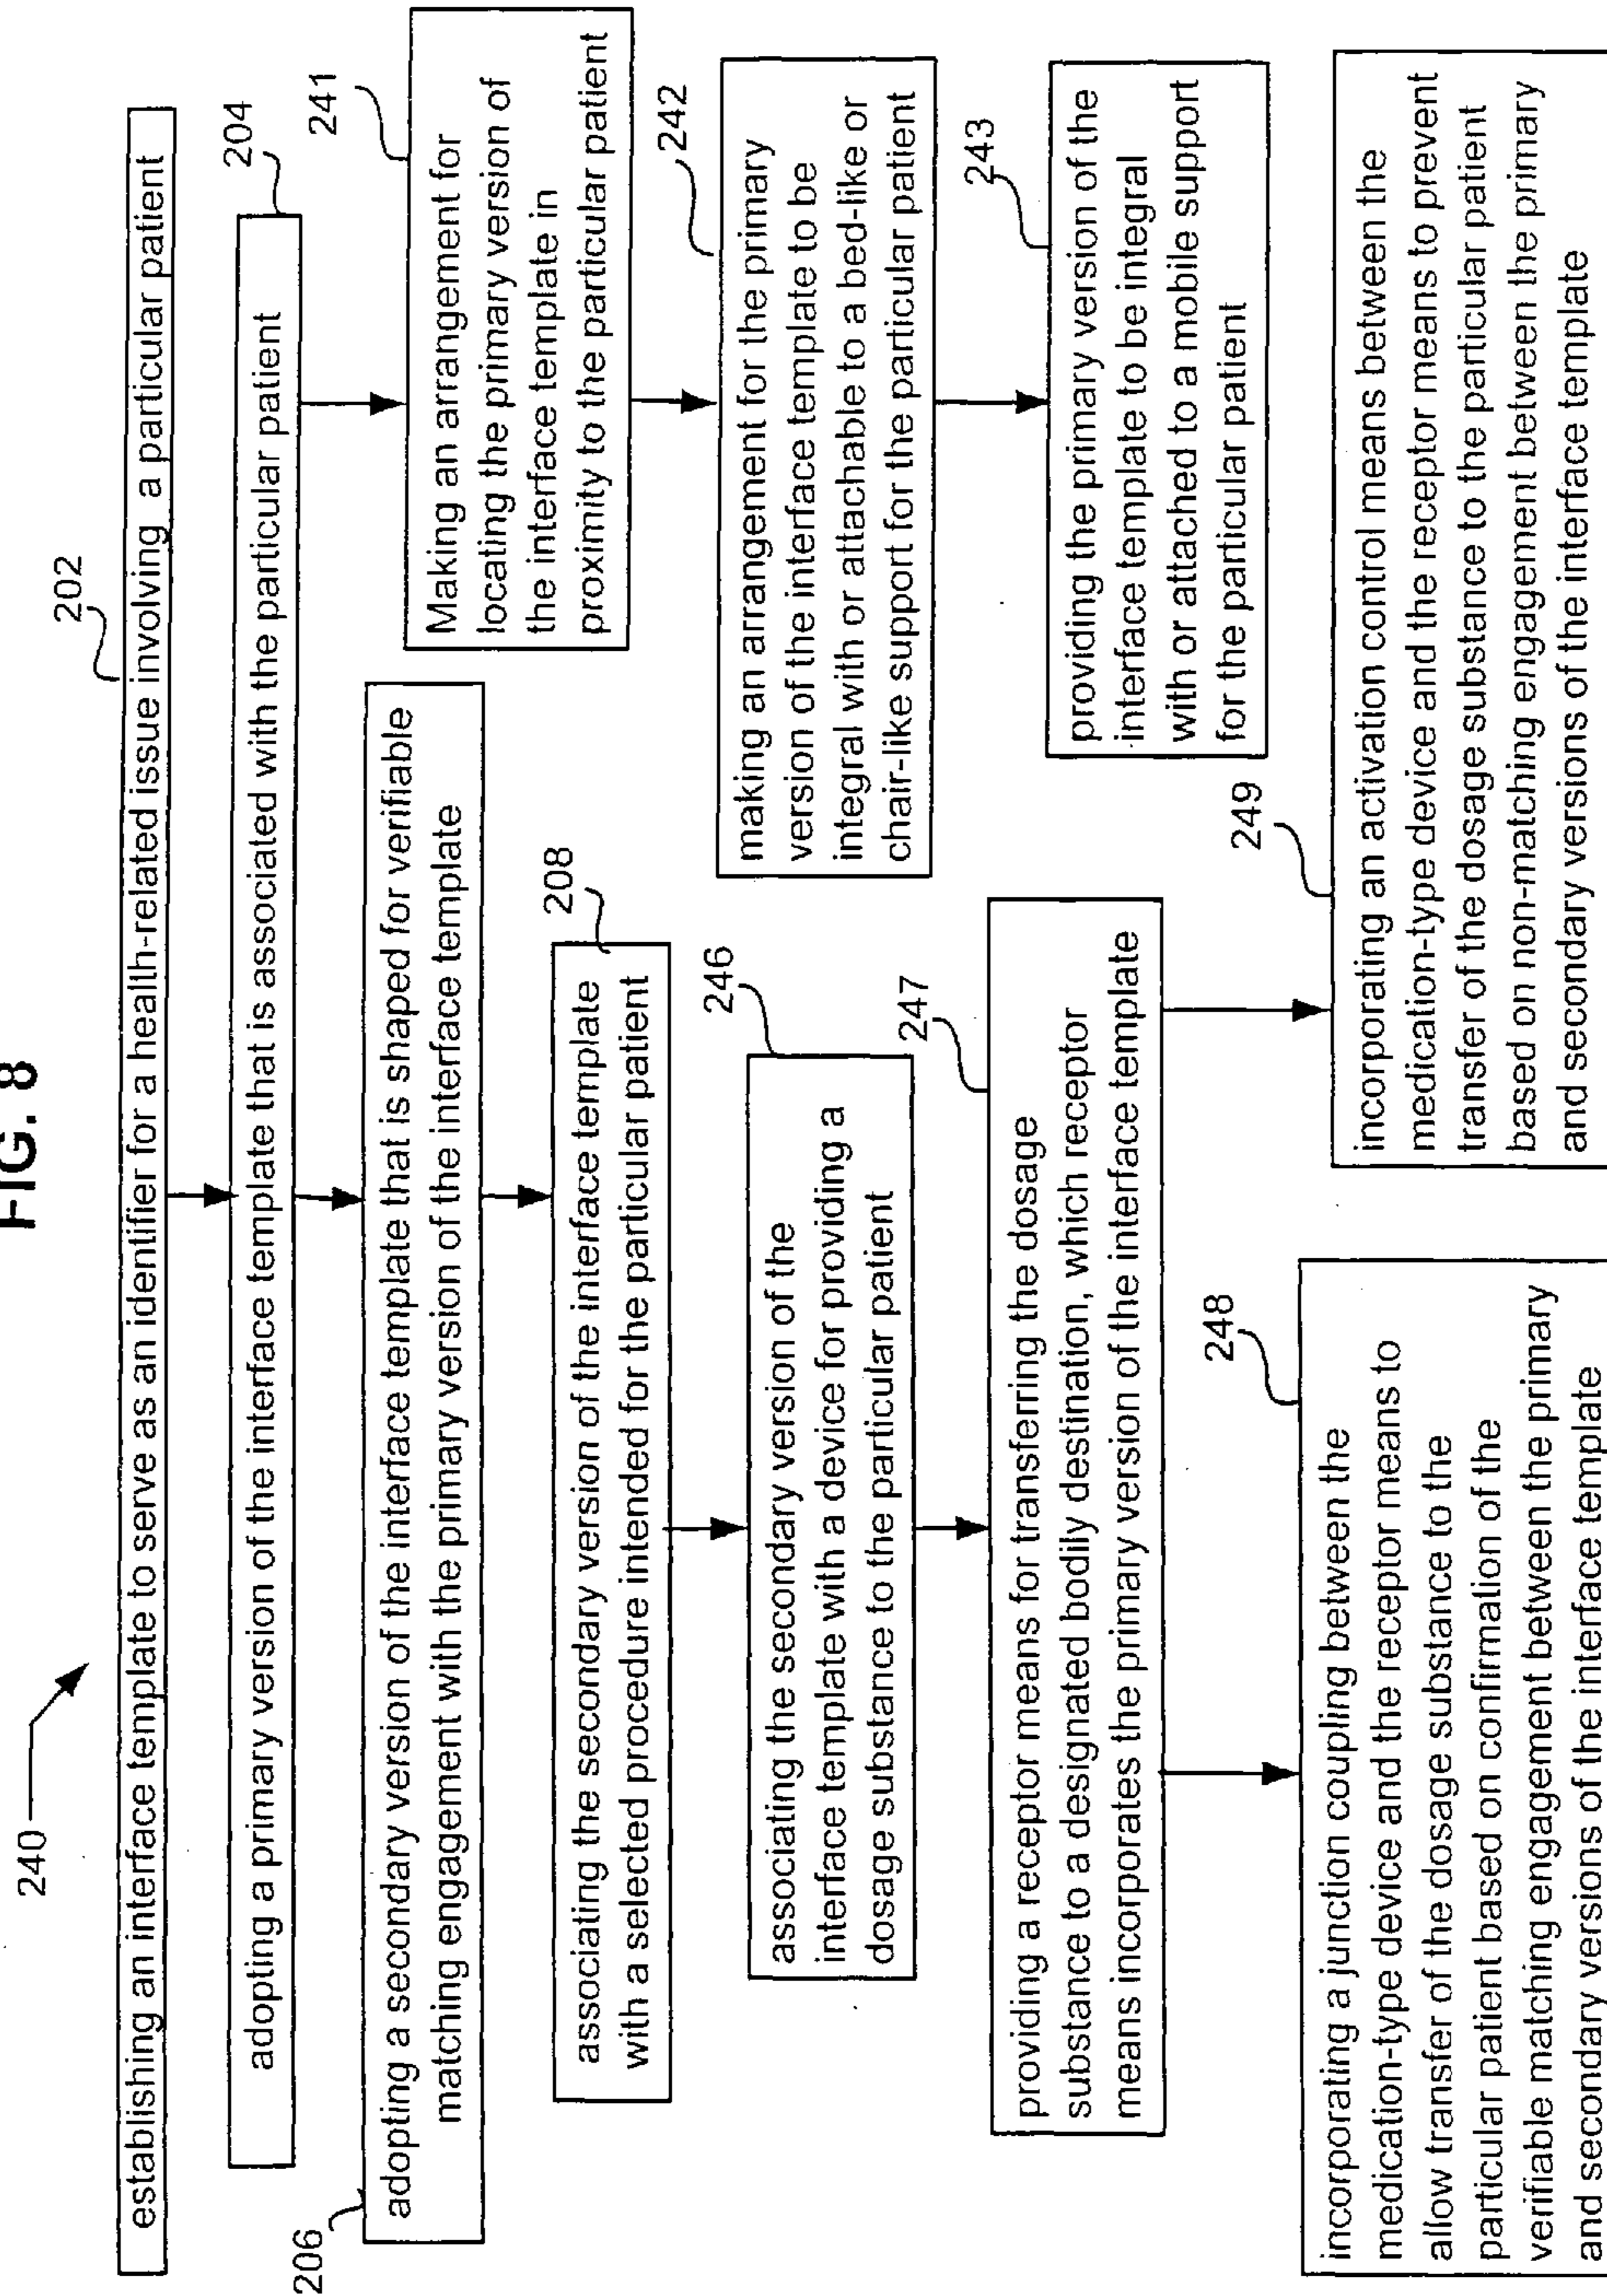 FIG. 8
240
202
establishing an interface template to serve as an identifier for a health-related issue involving a particular patient
204
adopting a primary version of the interface template that is associated with the particular patient
206
adopting a secondary version of the interface template that is shaped for verifiable
matching engagement with the primary version of the interface template
208
associating the secondary version of the interface template
with a selected procedure intended for the particular patient
241
Making an arrangement for
locating the primary version of
the interface template in
proximity to the particular patient
242
making an arrangement for the primary
version of the interface template to be
integral with or attachable to a bed-like or
chair-like support for the particular patient
243
providing the primary version of the
interface template to be integral
with or attached to a mobile support
for the particular patient
246
associating the secondary version of the
interface template with a device for providing a
dosage substance to the particular patient
247
providing a receptor means for transferring the dosage
substance to a designated bodily destination, which receptor
means incorporates the primary version of the interface template
248
incorporating a junction coupling between the
medication-type device and the receptor means to
allow transfer of the dosage substance to the
particular patient based on confirmation of the
verifiable matching engagement between the primary
and secondary versions of the interface template
249
incorporating an activation control means between the
medication-type device and the receptor means to prevent
transfer of the dosage substance to the particular patient
based on non-matching engagement between the primary
and secondary versions of the interface template